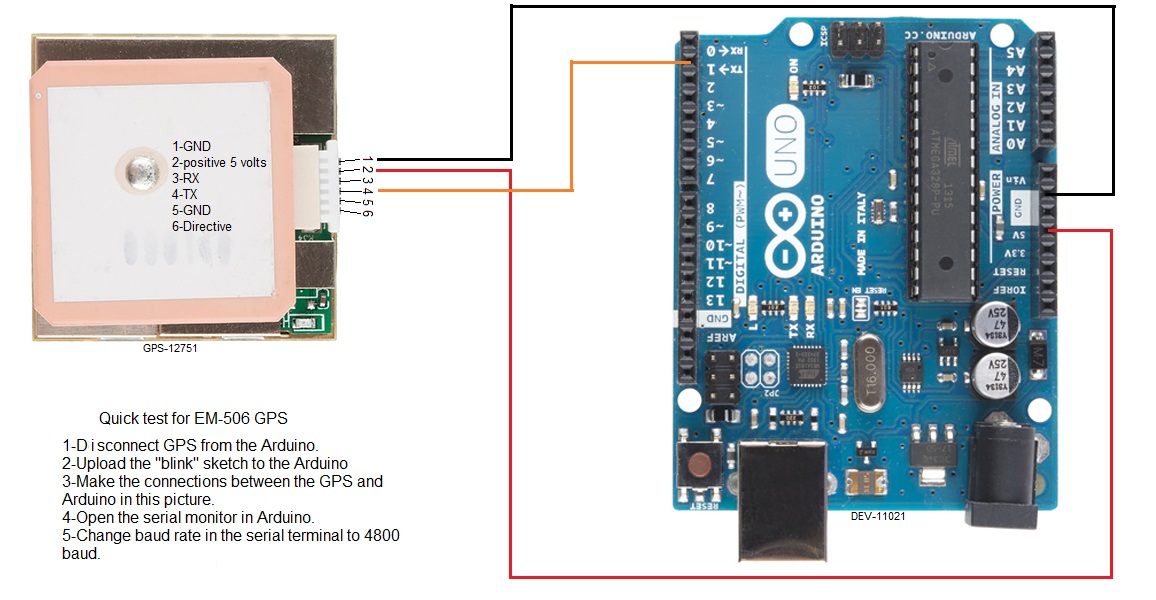 1-GND
2-positive 5 volts
3-RX
4-TX
5-GND
6-Directive
1
2
3
4
5
6
GPS-12751
Quick test for EM-506 GPS
1-D i sconnect GPS from the Arduino.
2-Upload the "blink" sketch to the Arduino
3-Make the connections between the GPS and
Arduino in this picture.
4-Open the serial monitor in Arduino.
5-Change baud rate in the serial terminal to 4800
baud.
RX←0
TX→1
2
~3
4
~5
~6
7
8
~9
~10
~11
12
13
GND
AREF
DIGITAL (PWM~)
ICSP
ON
UNO
ARDUINO
MADE IN ITALY
ARDUINO.CC
ATMEL
ATMEGA328P-PU
1315
A5
A4
A3
A2
A1
A0
ANALOG IN
Vin
GND
5V
3.3V
RESET
IOREF
POWER
RESET EN
L
TX
RX
JP2
T16.000
47
25V
Y3134
47
25V
Y3134
M7
RESET
DEV-11021